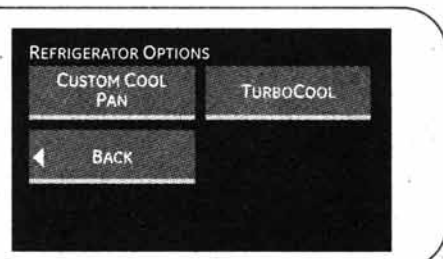 REFRIGERATOR OPTIONS
CUSTOM COOL
PAN
TURBOCOOL
BACK